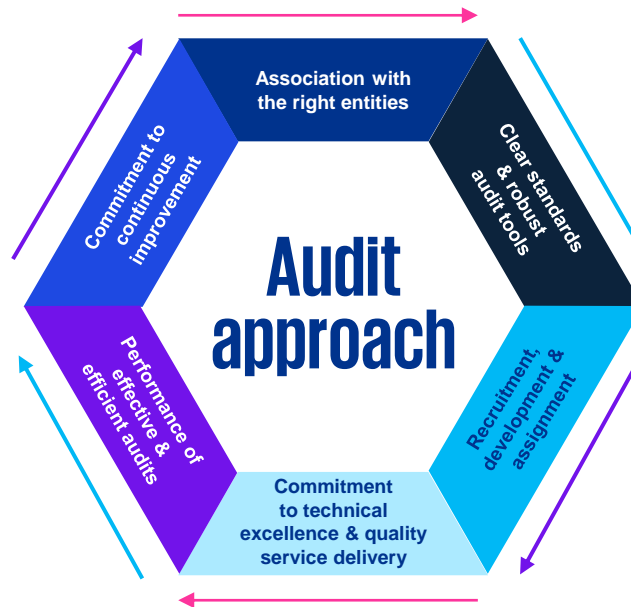 Association with
the right entities
Clear standards
& robust
audit tools
Recruitment,
development &
assignment
Commitment
to technical
excellence & quality
service delivery
Performance of
effective &
efficient audits
Commitment to
continuous
improvement
Audit
approach